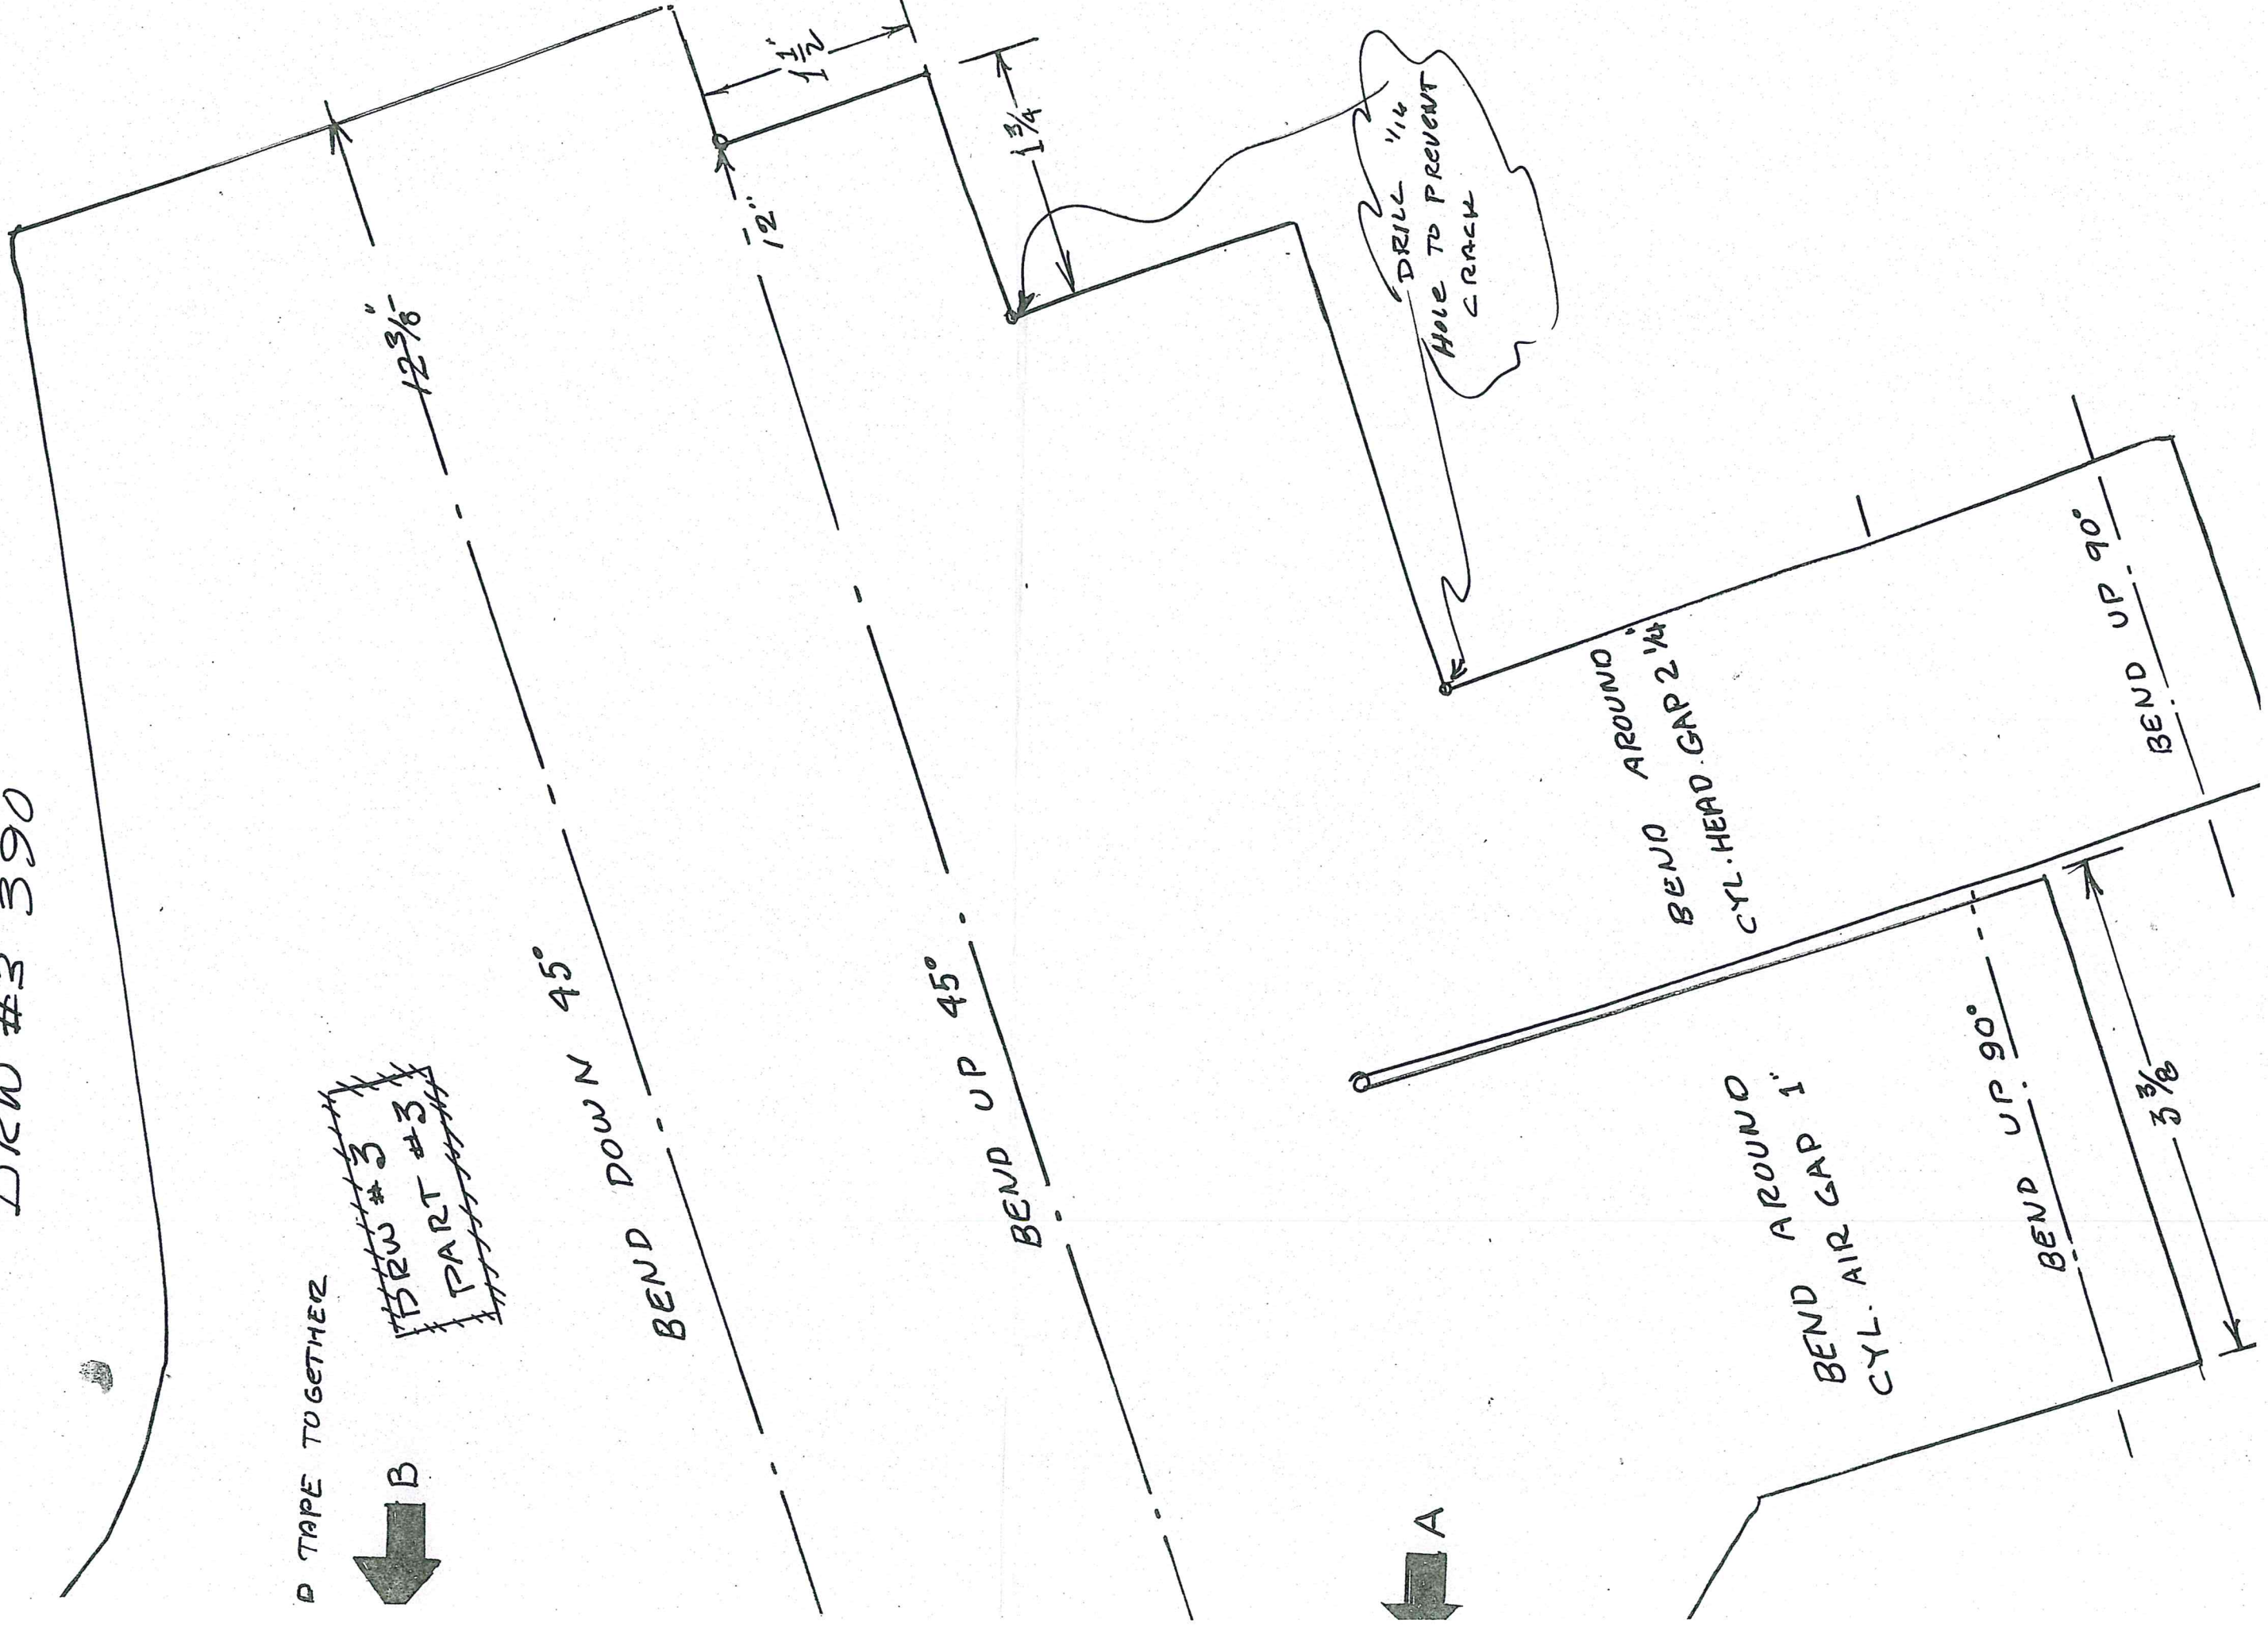 DRW #3 390
TAPE TOGETHER
DRW #3
PART #3
B
12 3/8"
BEND DOWN 45°
12"
BEND UP 45°
1 1/2"
1 3/4
DRILL 1/16
HOLE TO PREVENT
CRACK
A
BEND AROUND
CYL. HEAD. GAP 2 1/4"
BEND UP 90°
BEND AROUND
CYL. AIR GAP 1"
BEND UP 90°
3 3/8